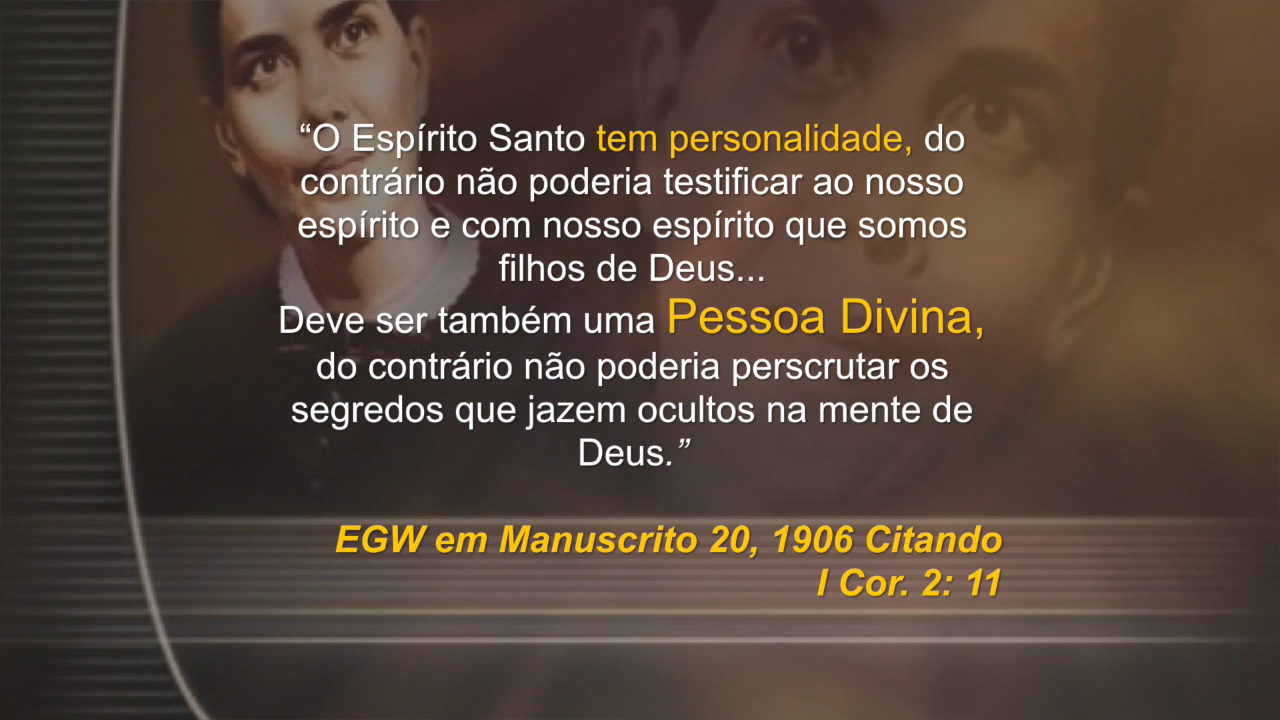 “O Espírito Santo tem personalidade, do
contrário não poderia testificar ao nosso
espírito e com nosso espírito que somos
filhos de Deus...
Deve ser também uma Pessoa Divina,
do contrário não poderia perscrutar os
segredos que jazem ocultos na mente de
Deus.”
EGW em Manuscrito 20, 1906 Citando
I Cor. 2: 11